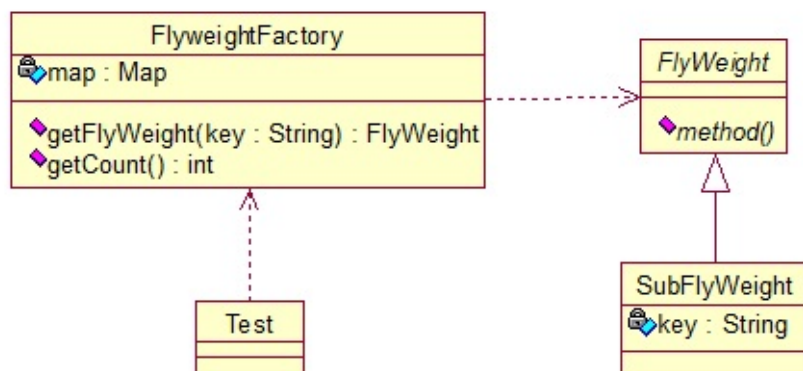 FlyweightFactory
map : Map
getFlyWeight(key : String) : FlyWeight
getCount() : int
FlyWeight
method()
Test
SubFlyWeight
key : String